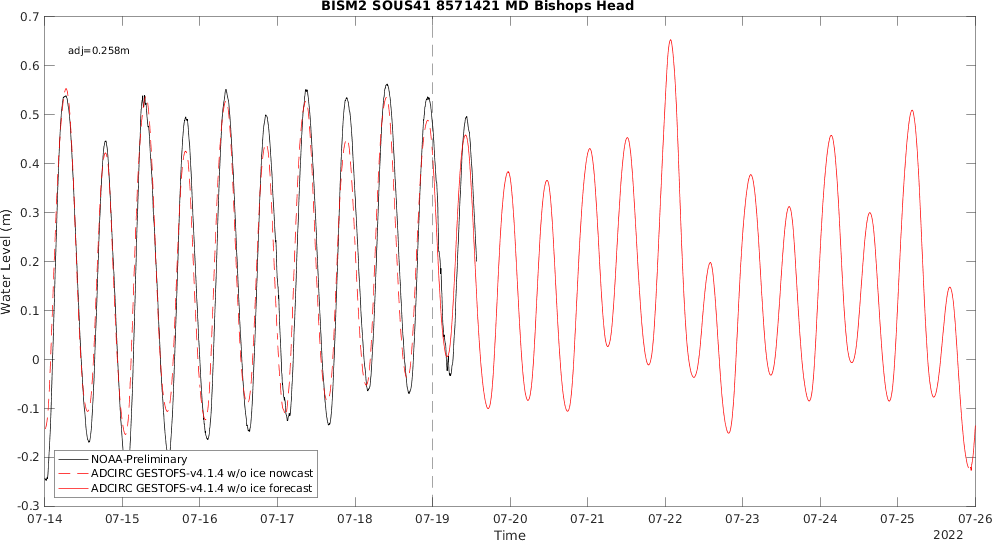 BISM2 SOUS41 8571421 MD Bishops Head
adj=0.258m
0.7
0.6
0.5
0.4
0.3
0.2
0.1
0
-0.1
-0.2
-0.3
Water Level (m)
NOAA-Preliminary
ADCIRC GESTOFS-v4.1.4 w/o ice nowcast
ADCIRC GESTOFS-v4.1.4 w/o ice forecast
07-14 07-15 07-16 07-17 07-18 07-19 07-20 07-21 07-22 07-23 07-24 07-25 07-26
Time
2022